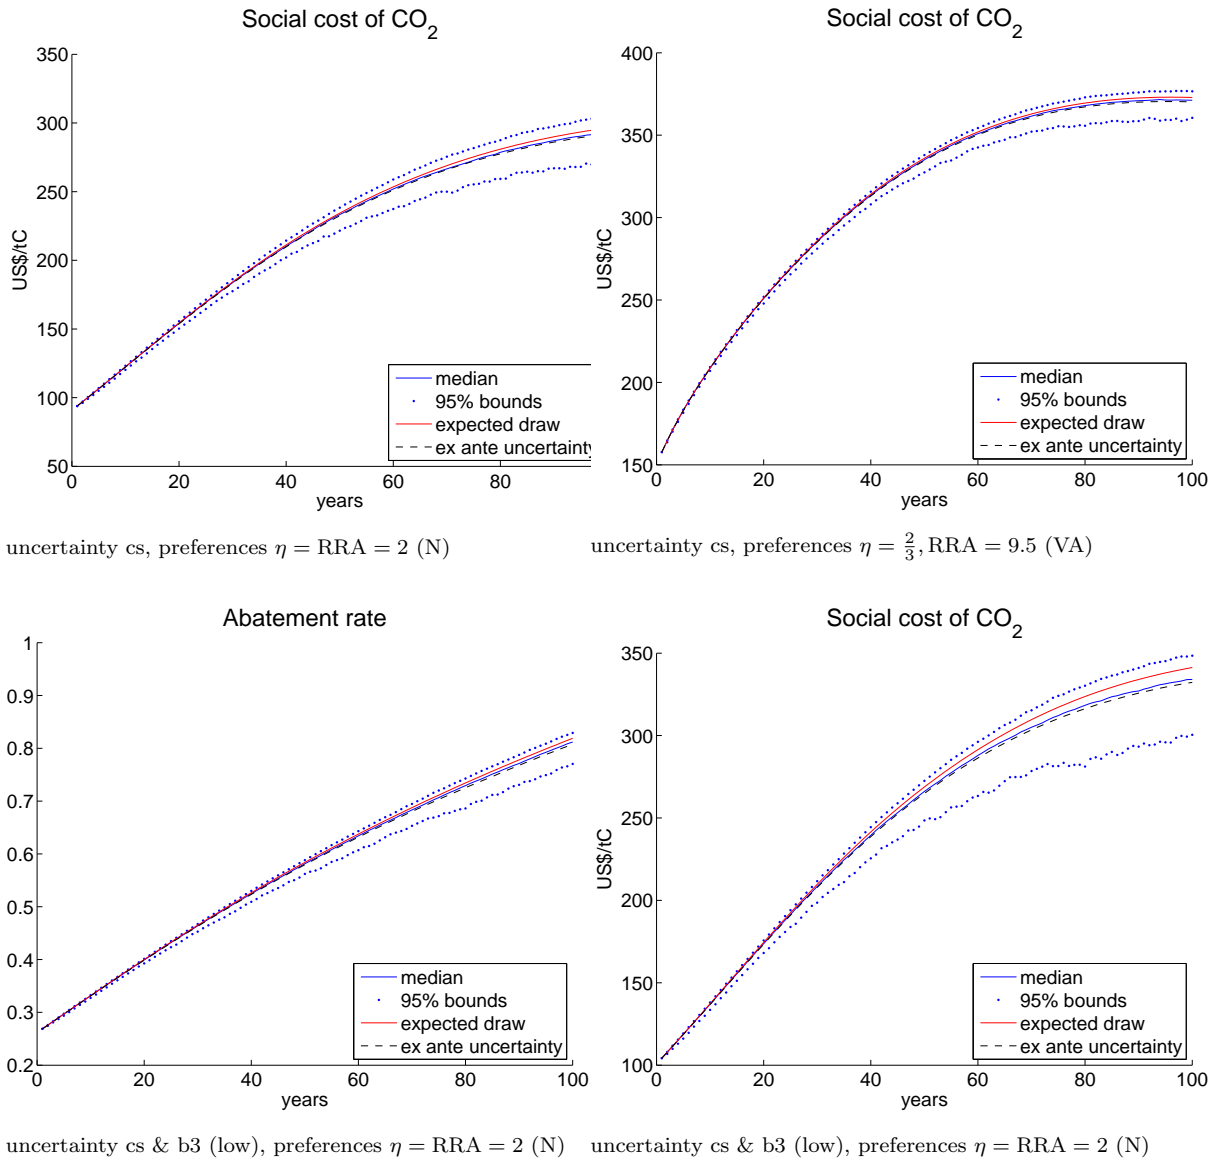 Social cost of CO2
350
300
250
200
150
100
50
US$/tC
0
20
40
60
80
years
median
95% bounds
expected draw
ex ante uncertainty
uncertainty cs, preferences η = RRA = 2 (N)
Social cost of CO2
400
350
300
250
200
150
US$/tC
0
20
40
60
80
100
years
median
95% bounds
expected draw
ex ante uncertainty
uncertainty cs, preferences η = 2/3, RRA = 9.5 (VA)
Abatement rate
1
0.9
0.8
0.7
0.6
0.5
0.4
0.3
0.2
0
20
40
60
80
100
years
median
95% bounds
expected draw
ex ante uncertainty
uncertainty cs & b3 (low), preferences η = RRA = 2 (N)
Social cost of CO2
350
300
250
200
150
100
US$/tC
0
20
40
60
80
100
years
median
95% bounds
expected draw
ex ante uncertainty
uncertainty cs & b3 (low), preferences η = RRA = 2 (N)